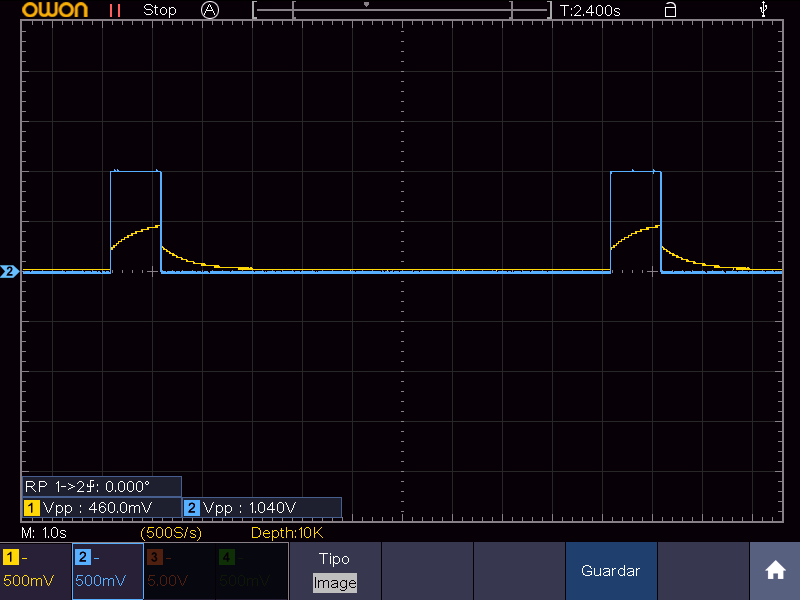 owon Stop A T:2.400s
2
RP 1->2: 0.000°
1 Vpp : 460.0mV 2 Vpp : 1.040V
M: 1.0s (500S/s) Depth:10K
1 - 2 - 3 - 4 -
500mV 500mV 5.00V 500mV
Tipo
Image
Guardar